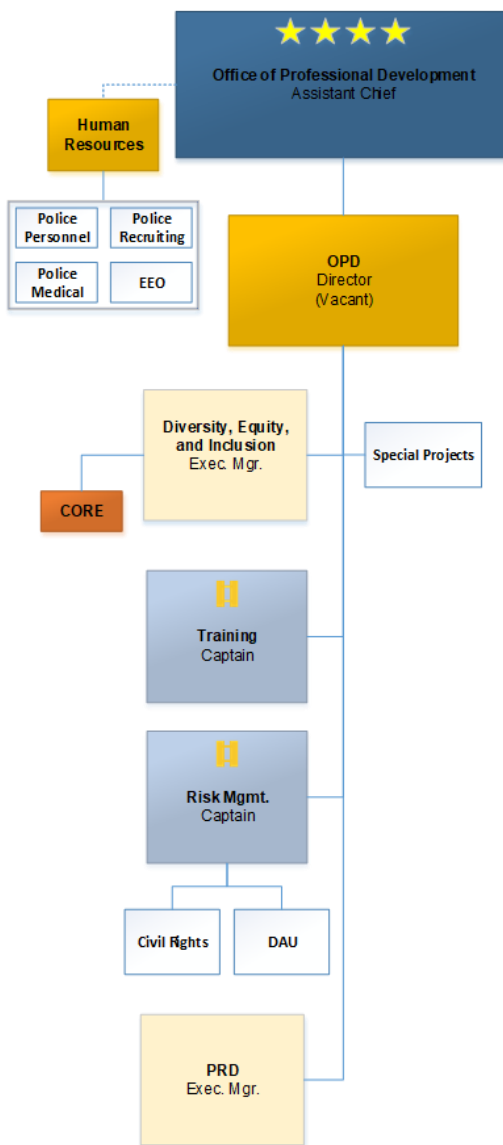 Office of Professional Development
Assistant Chief
Human
Resources
Police
Personnel
Police
Recruiting
Police
Medical
EEO
OPD
Director
(Vacant)
Diversity, Equity,
and Inclusion
Exec. Mgr.
Special Projects
CORE
Training
Captain
Risk Mgmt.
Captain
Civil Rights
DAU
PRD
Exec. Mgr.